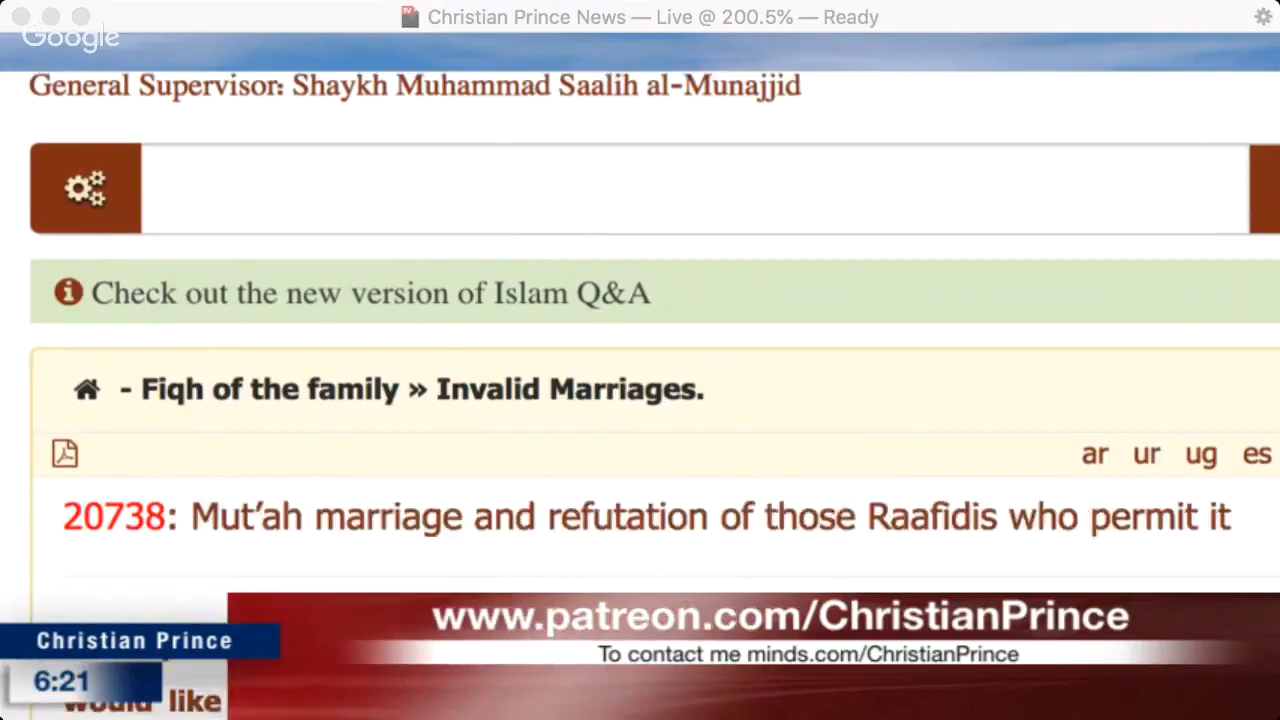 Christian Prince News — Live @ 200.5% — Ready
Google
General Supervisor: Shaykh Muhammad Saalih al-Munajjid
Check out the new version of Islam Q&A
- Fiqh of the family » Invalid Marriages.
ar ur ug es
20738: Mut’ah marriage and refutation of those Raafidis who permit it
www.patreon.com/ChristianPrince
To contact me minds.com/ChristianPrince
Christian Prince
6:21
would like